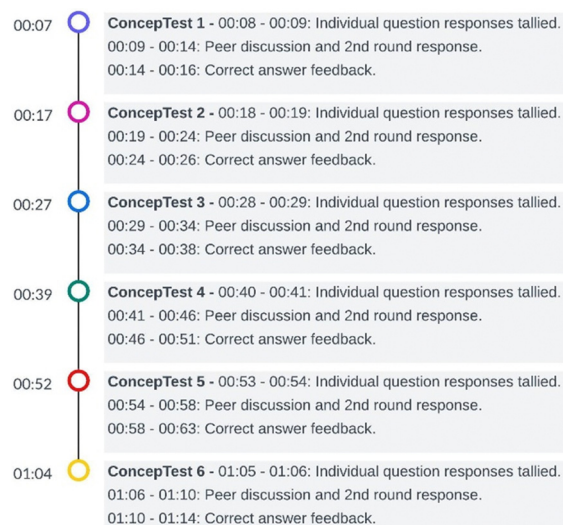 00:07
ConcepTest 1 - 00:08 - 00:09: Individual question responses tallied.
00:09 - 00:14: Peer discussion and 2nd round response.
00:14 - 00:16: Correct answer feedback.
00:17
ConcepTest 2 - 00:18 - 00:19: Individual question responses tallied.
00:19 - 00:24: Peer discussion and 2nd round response.
00:24 - 00:26: Correct answer feedback.
00:27
ConcepTest 3 - 00:28 - 00:29: Individual question responses tallied.
00:29 - 00:34: Peer discussion and 2nd round response.
00:34 - 00:38: Correct answer feedback.
00:39
ConcepTest 4 - 00:40 - 00:41: Individual question responses tallied.
00:41 - 00:46: Peer discussion and 2nd round response.
00:46 - 00:51: Correct answer feedback.
00:52
ConcepTest 5 - 00:53 - 00:54: Individual question responses tallied.
00:54 - 00:58: Peer discussion and 2nd round response.
00:58 - 00:63: Correct answer feedback.
01:04
ConcepTest 6 - 01:05 - 01:06: Individual question responses tallied.
01:06 - 01:10: Peer discussion and 2nd round response.
01:10 - 01:14: Correct answer feedback.